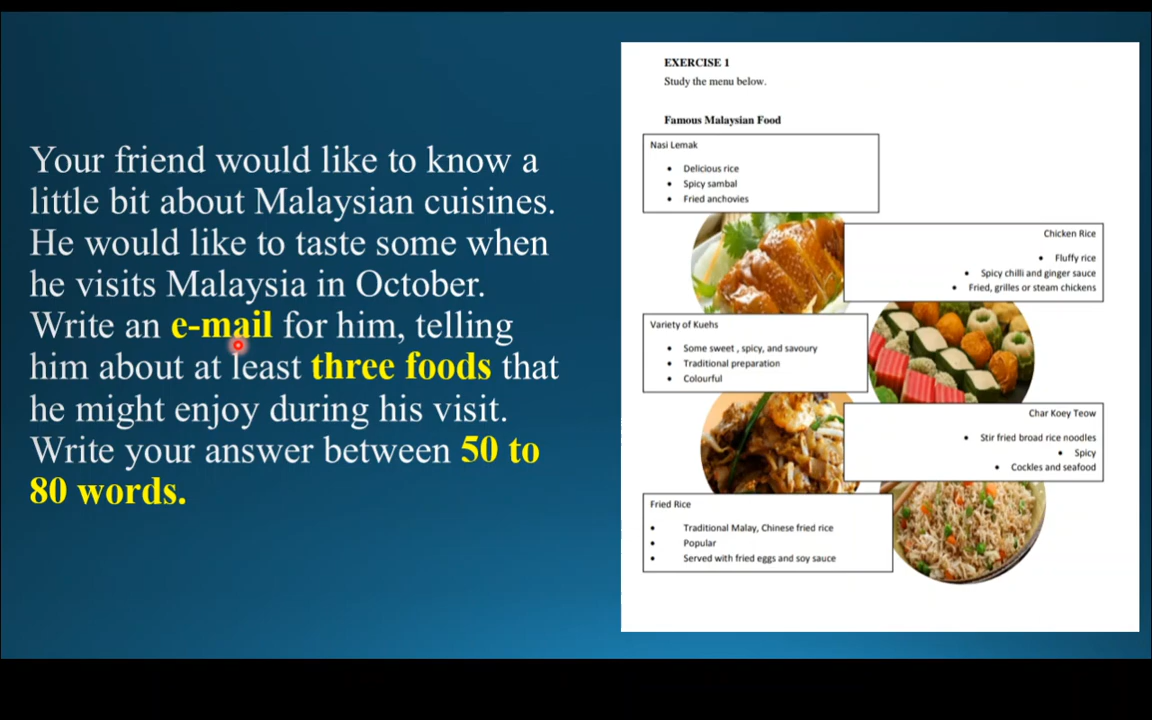 Your friend would like to know a
little bit about Malaysian cuisines.
He would like to taste some when
he visits Malaysia in October.
Write an e-mail for him, telling
him about at least three foods that
he might enjoy during his visit.
Write your answer between 50 to
80 words.
EXERCISE 1
Study the menu below.
Famous Malaysian Food
Nasi Lemak
• Delicious rice
• Spicy sambal
• Fried anchovies
Chicken Rice
• Fluffy rice
• Spicy chilli and ginger sauce
• Fried, grilles or steam chickens
Variety of Kuehs
• Some sweet , spicy, and savoury
• Traditional preparation
• Colourful
Char Koey Teow
• Stir fried broad rice noodles
• Spicy
• Cockles and seafood
Fried Rice
• Traditional Malay, Chinese fried rice
• Popular
• Served with fried eggs and soy sauce